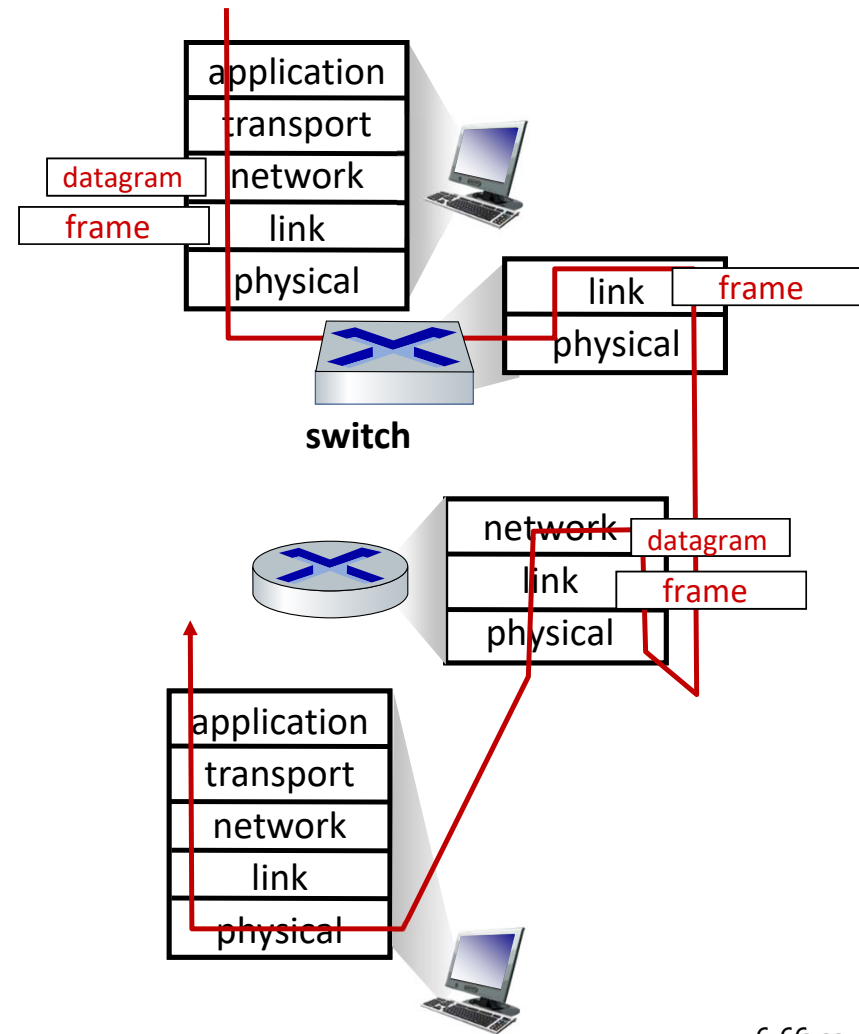 application
transport
datagram network
frame link
physical
link frame
physical
switch
network datagram
link frame
physical
application
transport
network
link
physical